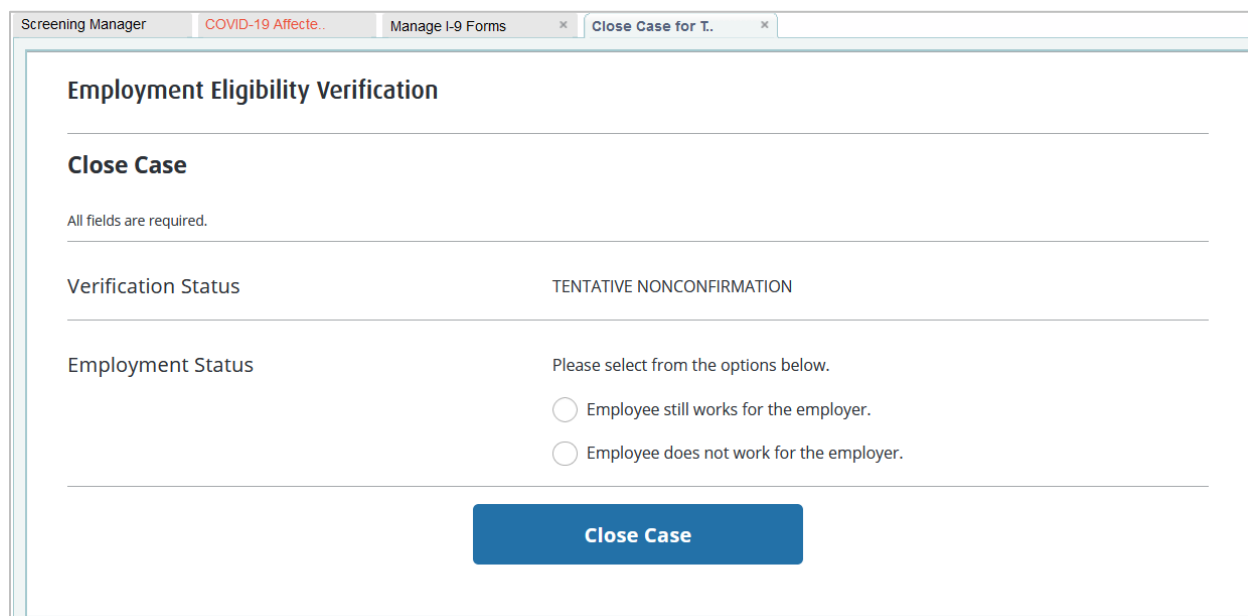 Screening Manager COVID-19 Affecte.. Manage I-9 Forms × Close Case for T.. ×
Employment Eligibility Verification
Close Case
All fields are required.
Verification Status TENTATIVE NONCONFIRMATION
Employment Status Please select from the options below.
Employee still works for the employer.
Employee does not work for the employer.
Close Case